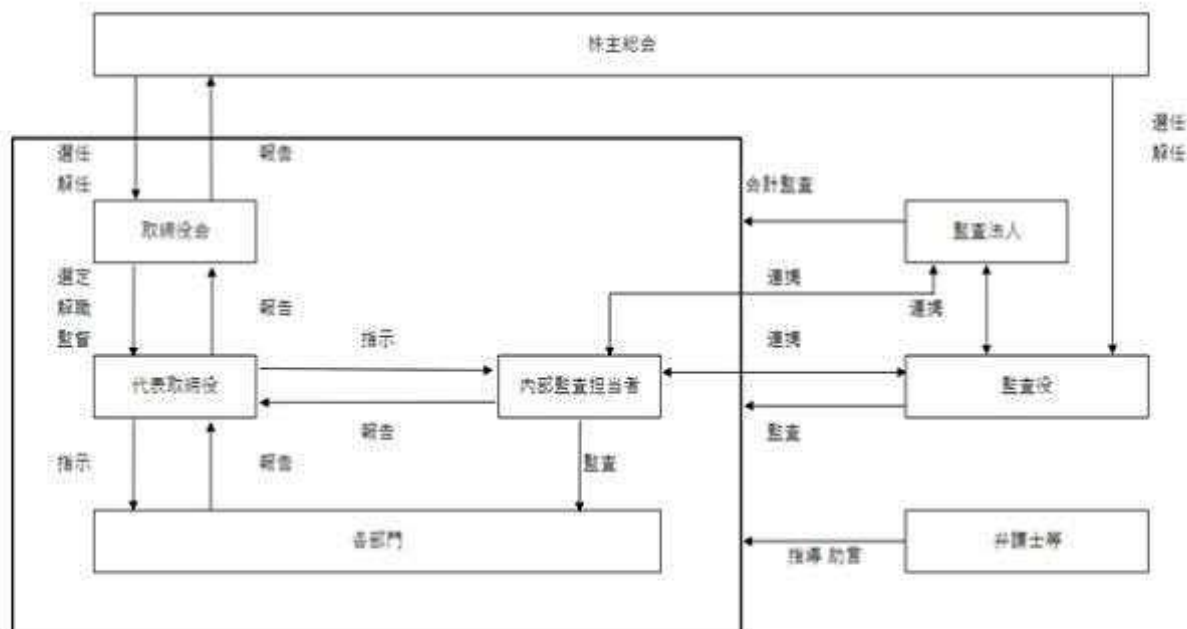 株主総会
選任
解任
報告
選任
解任
会計監査
取締役会
監査法人
選定
解職
監督
報告
連携
連携
指示
連携
代表取締役
内部監査担当者
監査役
報告
監査
指示
報告
監査
各部門
弁護士等
指導 助言